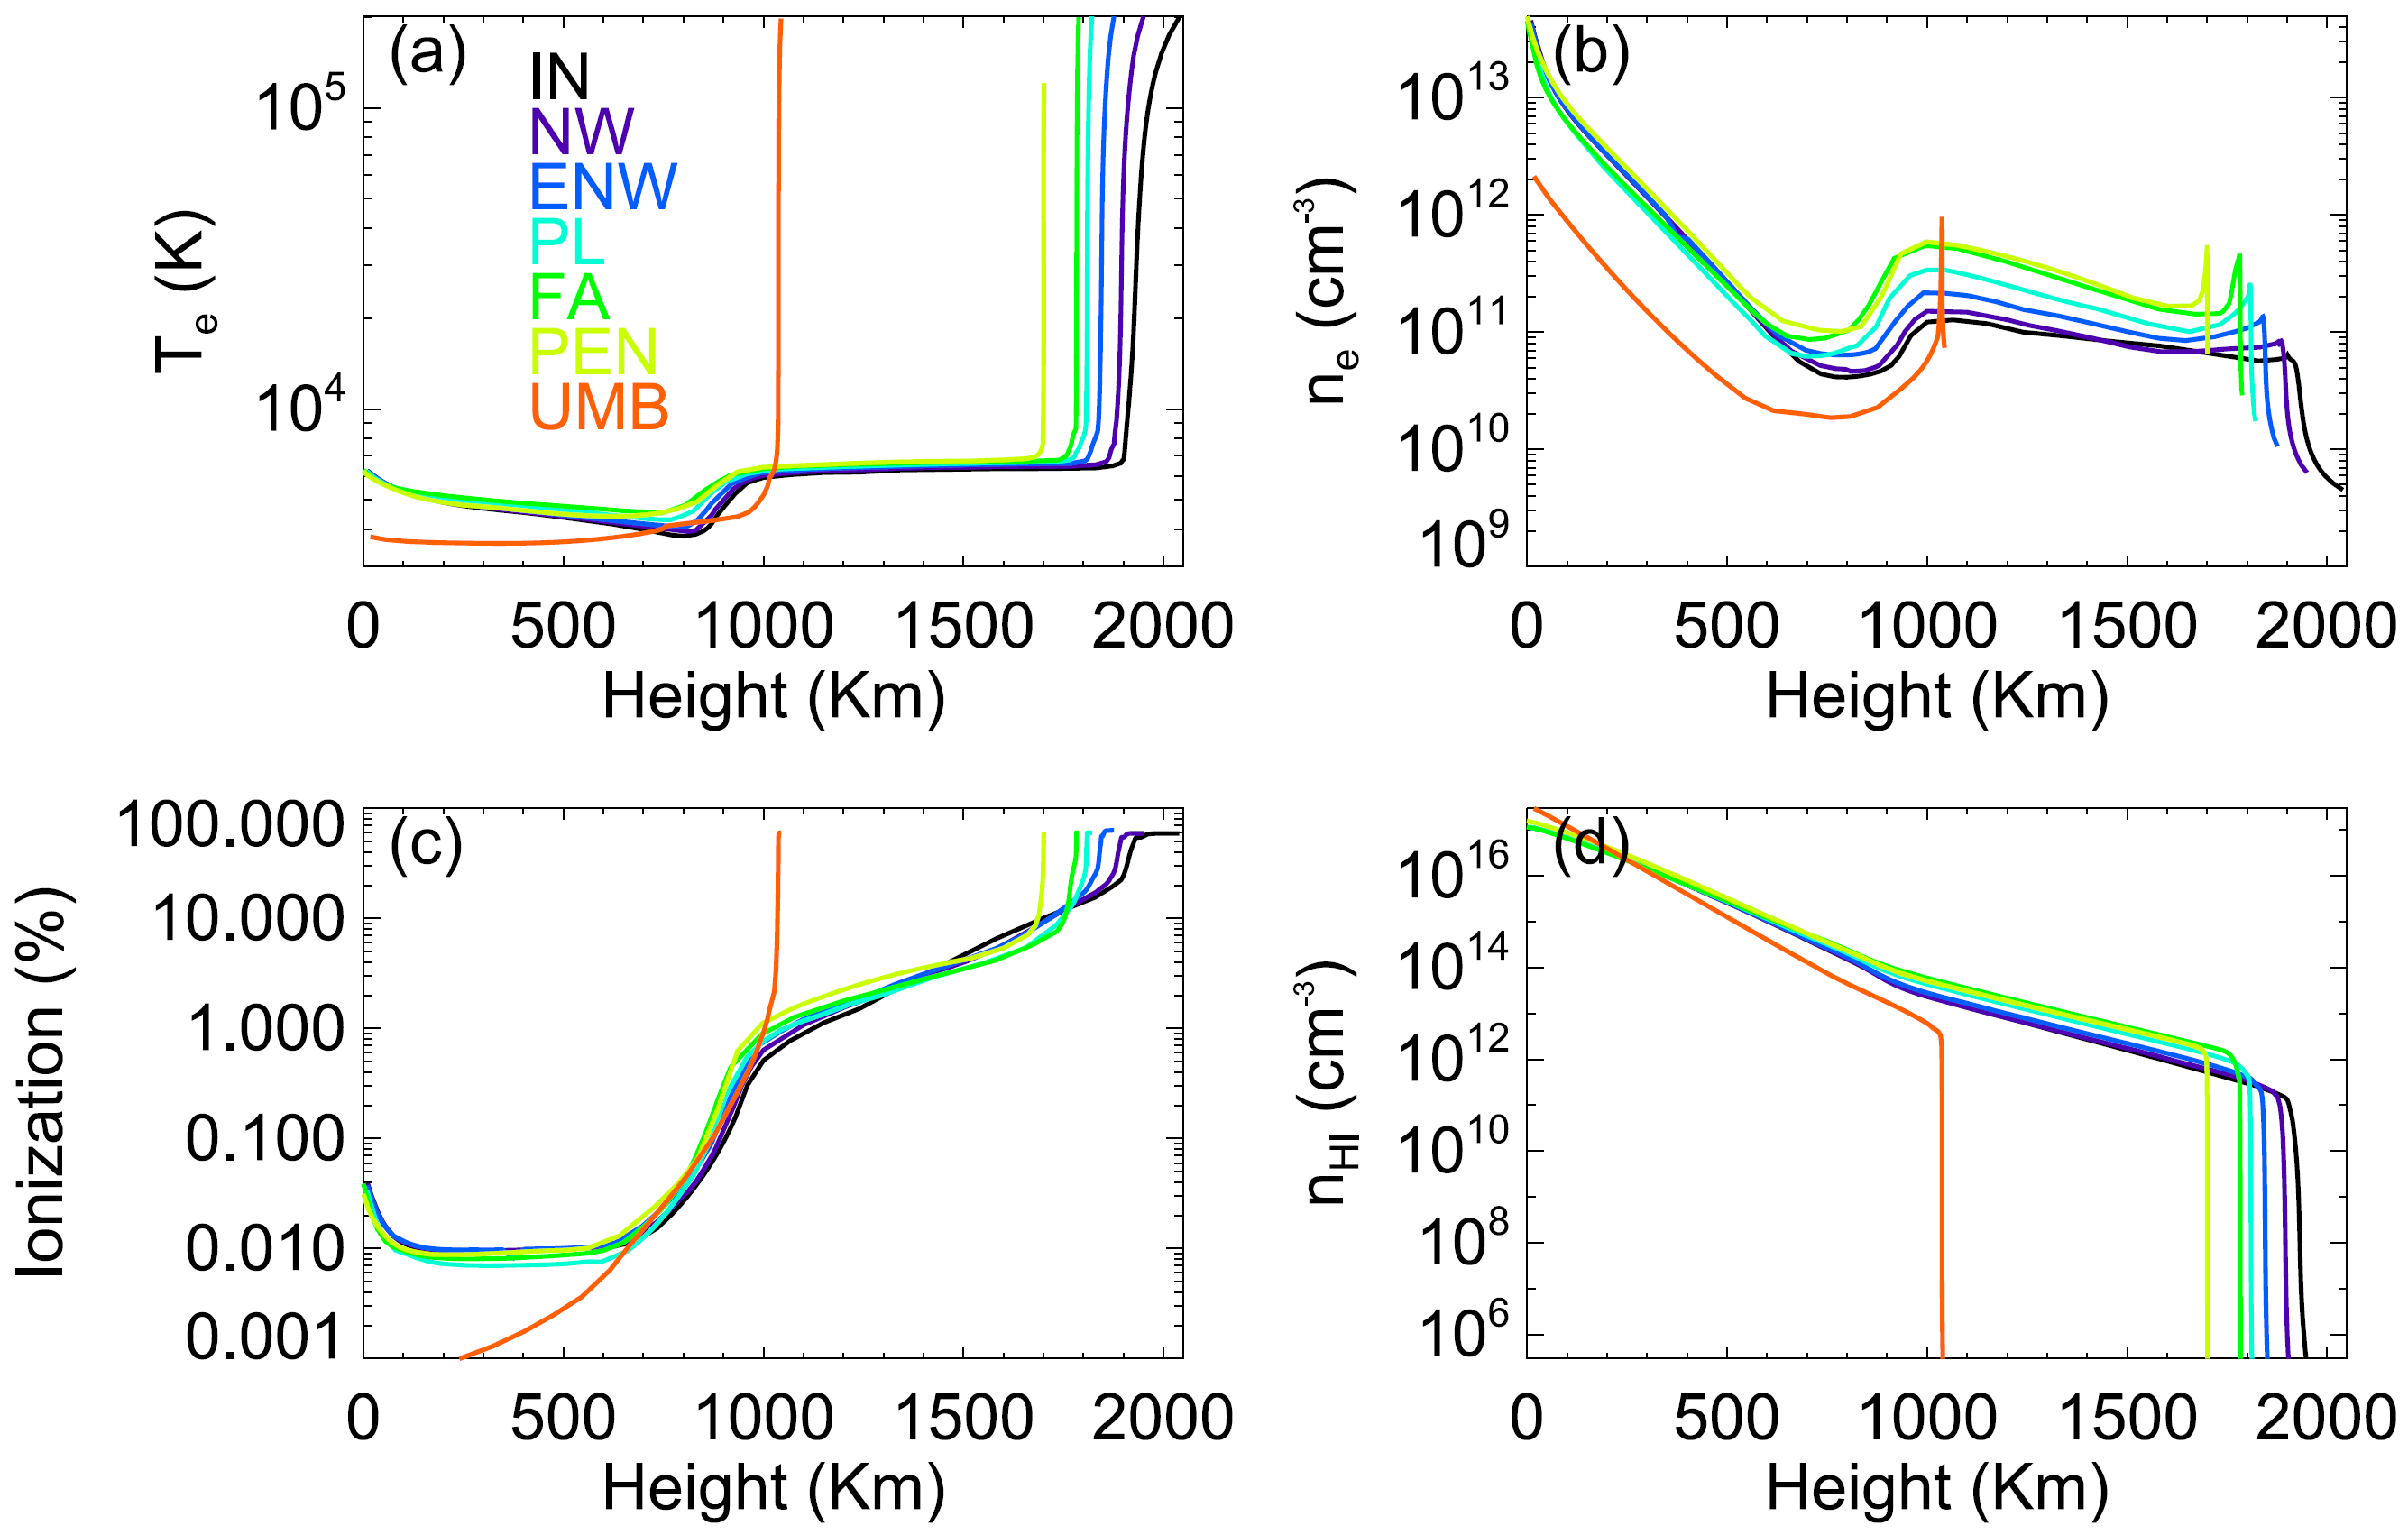 (a)
IN
NW
ENW
PL
FA
PEN
UMB
10^5
10^4
T_e (K)
0 500 1000 1500 2000
Height (Km)
(b)
10^13
10^12
10^11
10^10
10^9
n_e (cm^-3)
0 500 1000 1500 2000
Height (Km)
(c)
100.000
10.000
1.000
0.100
0.010
0.001
Ionization (%)
0 500 1000 1500 2000
Height (Km)
(d)
10^16
10^14
10^12
10^10
10^8
10^6
n_HI (cm^-3)
0 500 1000 1500 2000
Height (Km)